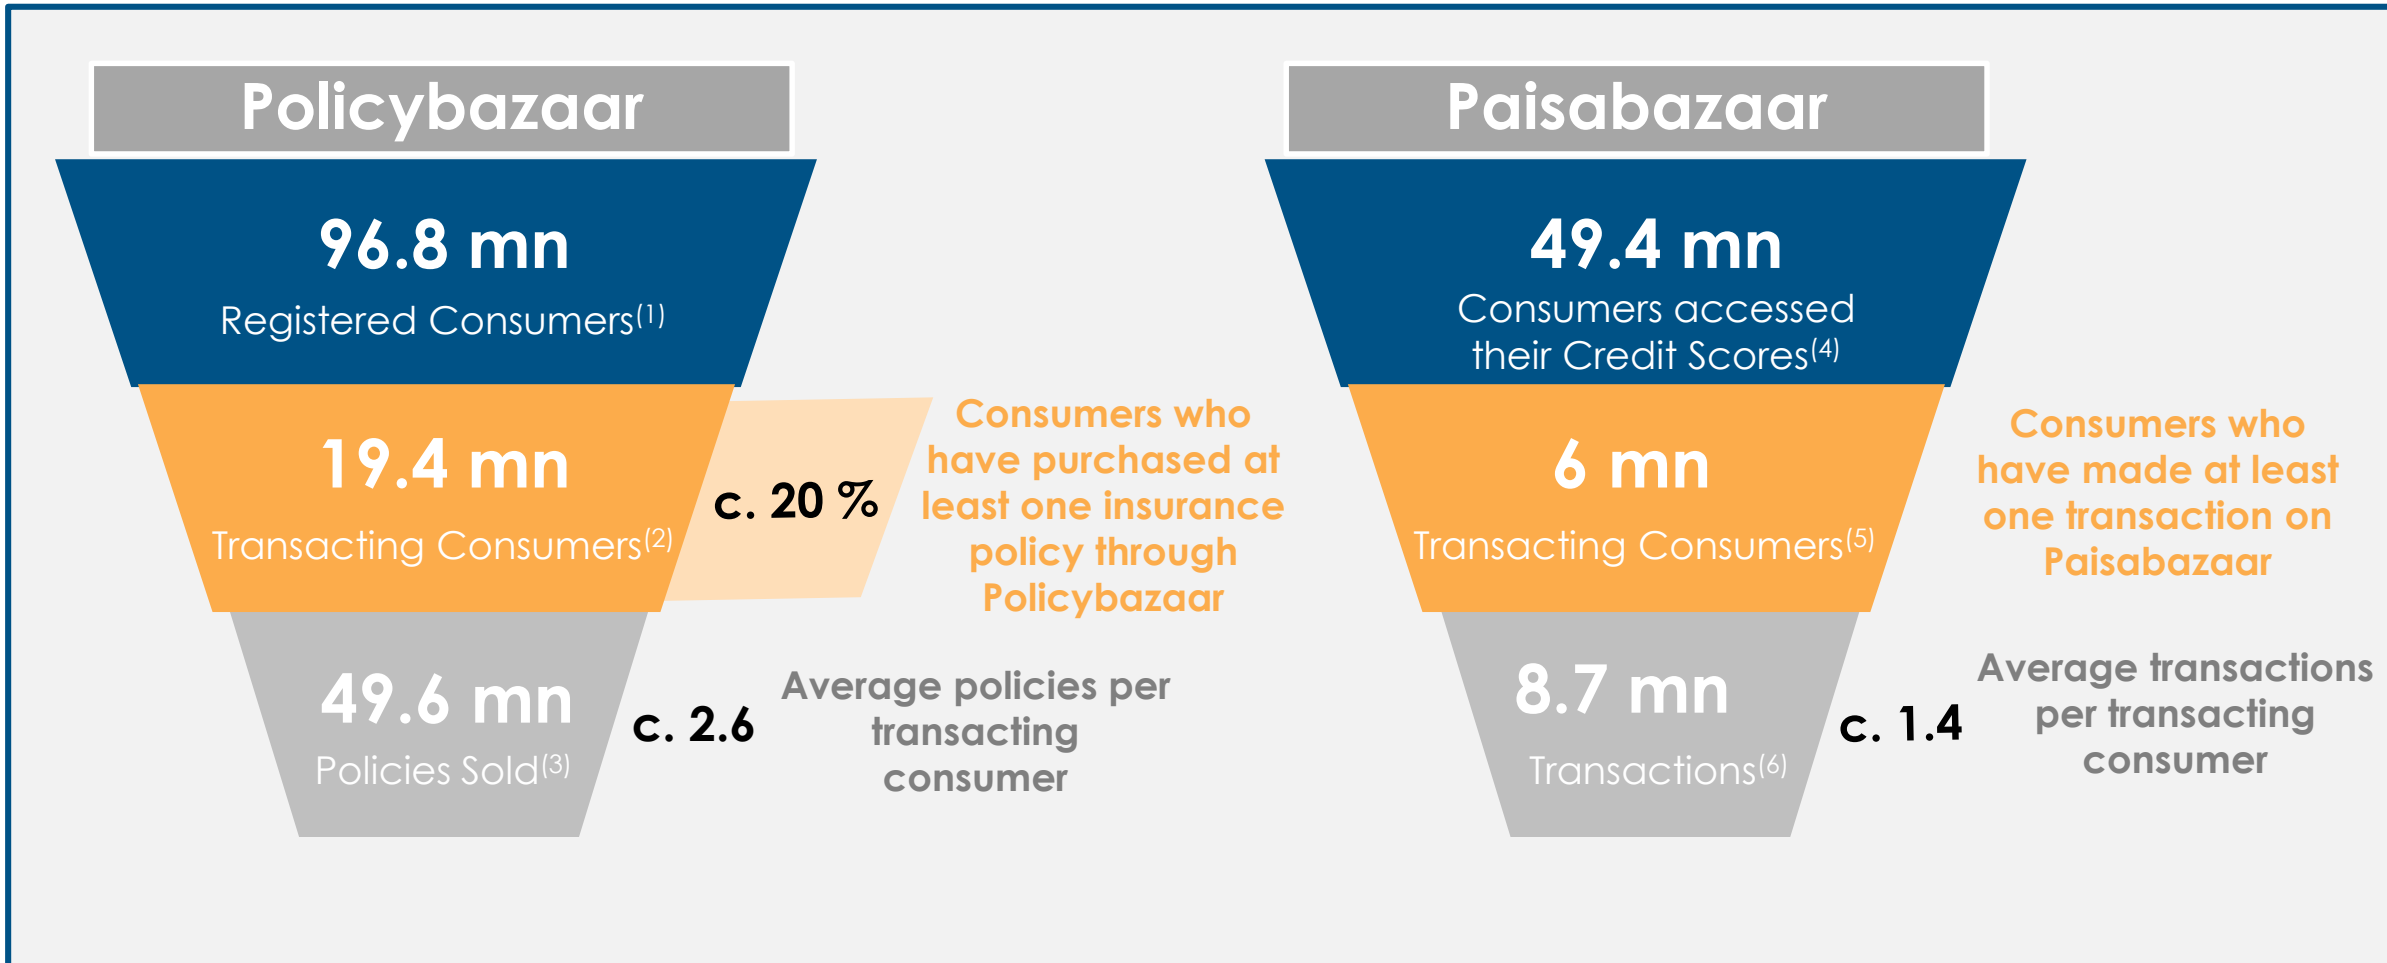 Policybazaar
96.8 mn
Registered Consumers(1)
19.4 mn
Transacting Consumers(2)
c. 20 %
Consumers who
have purchased at
least one insurance
policy through
Policybazaar
49.6 mn
Policies Sold(3)
c. 2.6
Average policies per
transacting
consumer
Paisabazaar
49.4 mn
Consumers accessed
their Credit Scores(4)
6 mn
Transacting Consumers(5)
Consumers who
have made at least
one transaction on
Paisabazaar
8.7 mn
Transactions(6)
c. 1.4
Average transactions
per transacting
consumer